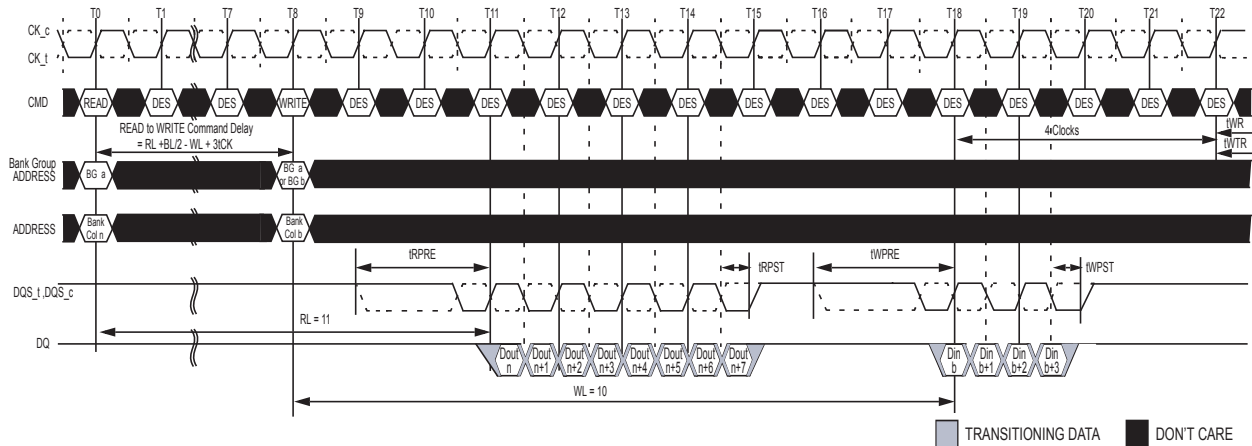 T0 T1 T7 T8 T9 T10 T11 T12 T13 T14 T15 T16 T17 T18 T19 T20 T21 T22
CK_c
CK_t
CMD READ DES DES WRITE DES DES DES DES DES DES DES DES DES DES DES DES DES DES
READ to WRITE Command Delay
= RL +BL/2 - WL + 3tCK
4 Clocks
tWR
tWTR
Bank Group
ADDRESS
BG a
BG a
or BG b
ADDRESS
Bank
Col n
Bank
Col b
tRPRE
tRPST
tWPRE
tWPST
DQS_t ,DQS_c
RL = 11
DQ
Dout
n
Dout
n+1
Dout
n+2
Dout
n+3
Dout
n+4
Dout
n+5
Dout
n+6
Dout
n+7
Din
b
Din
b+1
Din
b+2
Din
b+3
WL = 10
TRANSITIONING DATA
DON'T CARE